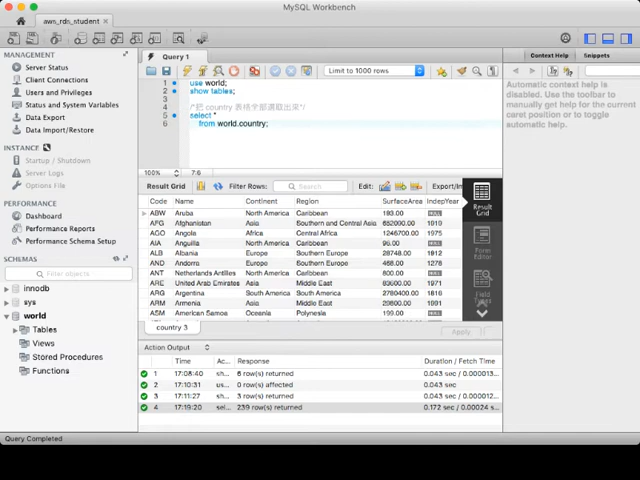 MySQL Workbench
aws_rds_student
MANAGEMENT
Server Status
Client Connections
Users and Privileges
Status and System Variables
Data Export
Data Import/Restore
INSTANCE
Startup / Shutdown
Server Logs
Options File
PERFORMANCE
Dashboard
Performance Reports
Performance Schema Setup
SCHEMAS
Filter objects
innodb
sys
world
Tables
Views
Stored Procedures
Functions
Query 1
Limit to 1000 rows
1 use world;
2 show tables;
3
4 /*把 country 表格全部選取出來*/
5 select *
6 from world.country;
100% 7:6
Result Grid Filter Rows: Search Edit: Export/Im
Code Name Continent Region SurfaceArea IndepYear
ABW Aruba North America Caribbean 193.00 NULL
AFG Afghanistan Asia Southern and Central Asia 652090.00 1919
AGO Angola Africa Central Africa 1246700.00 1975
AIA Anguilla North America Caribbean 96.00 NULL
ALB Albania Europe Southern Europe 28748.00 1912
AND Andorra Europe Southern Europe 468.00 1278
ANT Netherlands Antilles North America Caribbean 800.00 NULL
ARE United Arab Emirates Asia Middle East 83600.00 1971
ARG Argentina South America South America 2780400.00 1816
ARM Armenia Asia Middle East 29800.00 1991
ASM American Samoa Oceania Polynesia 199.00 NULL
Result Grid
Form Editor
Field Types
country 3
Apply
Action Output
Time Ac... Response Duration / Fetch Time
1 17:08:40 sh... 6 row(s) returned 0.043 sec / 0.000013...
2 17:10:31 us... 0 row(s) affected 0.043 sec
3 17:11:27 sh... 3 row(s) returned 0.043 sec / 0.000012...
4 17:19:20 sel... 239 row(s) returned 0.172 sec / 0.00024 s
Context Help Snippets
Automatic context help is
disabled. Use the toolbar to
manually get help for the current
caret position or to toggle
automatic help.
Query Completed